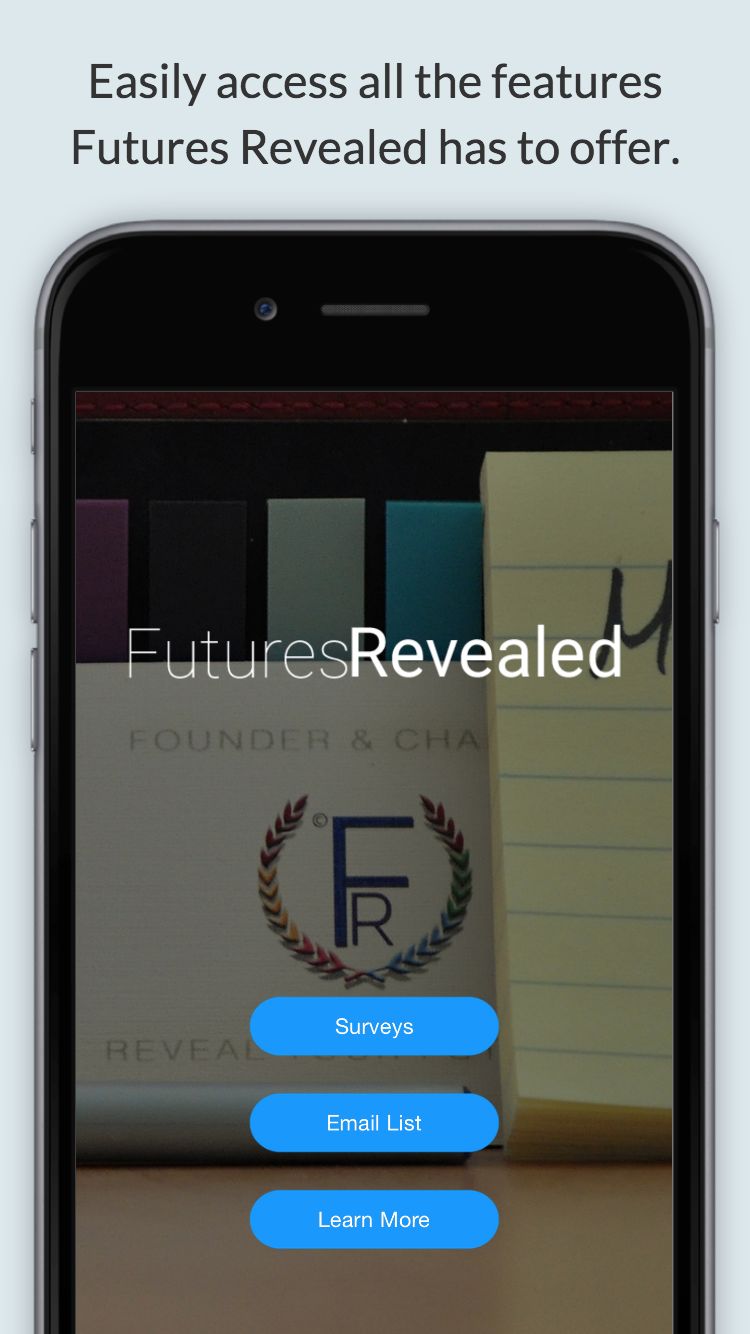 Easily access all the features
Futures Revealed has to offer.
FuturesRevealed
FOUNDER & CHA
©
F
R
Surveys
REVEAL
Email List
Learn More